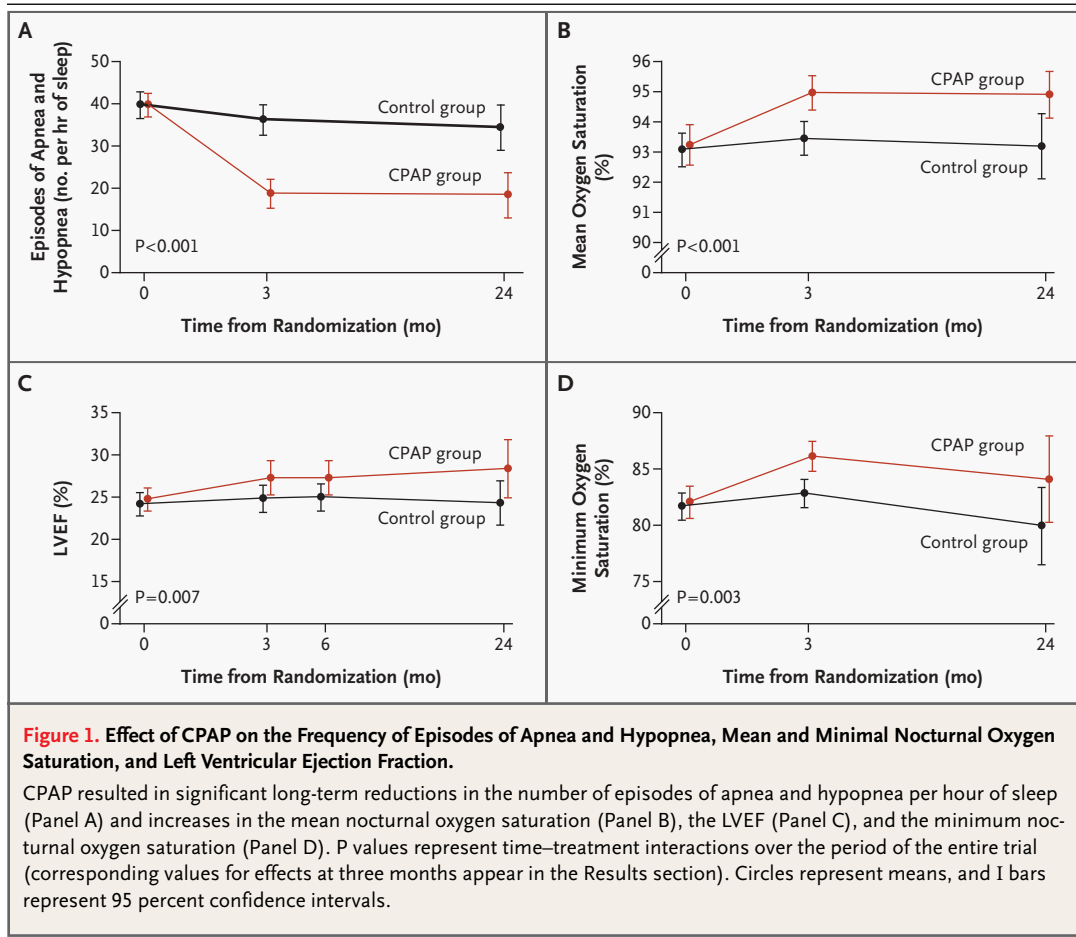 A
Episodes of Apnea and
Hypopnea (no. per hr of sleep)
50
40
30
20
10
0
Control group
CPAP group
P<0.001
0
3
24
Time from Randomization (mo)
B
Mean Oxygen Saturation
(%)
96
95
94
93
92
91
90
0
CPAP group
Control group
P<0.001
0
3
24
Time from Randomization (mo)
C
LVEF (%)
35
30
25
20
15
0
CPAP group
Control group
P=0.007
0
3
6
24
Time from Randomization (mo)
D
Minimum Oxygen
Saturation (%)
90
85
80
75
0
CPAP group
Control group
P=0.003
0
3
24
Time from Randomization (mo)
Figure 1. Effect of CPAP on the Frequency of Episodes of Apnea and Hypopnea, Mean and Minimal Nocturnal Oxygen
Saturation, and Left Ventricular Ejection Fraction.
CPAP resulted in significant long-term reductions in the number of episodes of apnea and hypopnea per hour of sleep
(Panel A) and increases in the mean nocturnal oxygen saturation (Panel B), the LVEF (Panel C), and the minimum noc-
turnal oxygen saturation (Panel D). P values represent time–treatment interactions over the period of the entire trial
(corresponding values for effects at three months appear in the Results section). Circles represent means, and I bars
represent 95 percent confidence intervals.